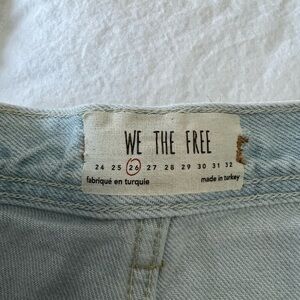 WE THE FREE
24 25 26 27 28 29 30 31 32
fabriqué en turquie made in turkey